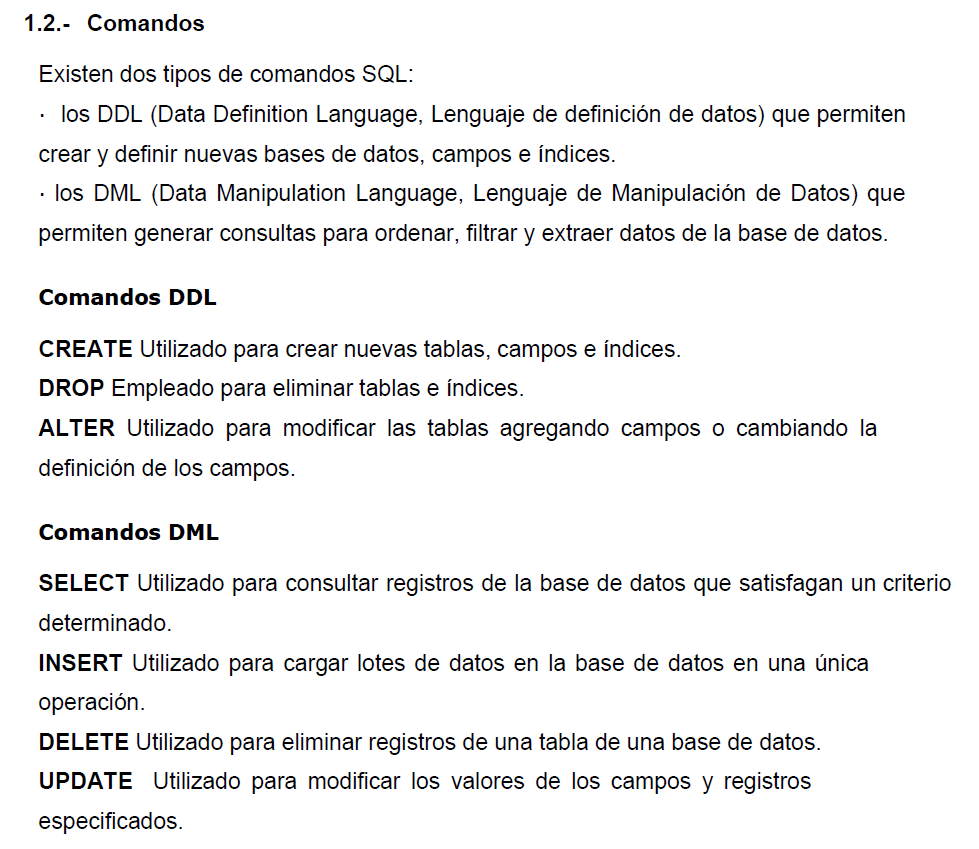 1.2.- Comandos
Existen dos tipos de comandos SQL:
· los DDL (Data Definition Language, Lenguaje de definición de datos) que permiten
crear y definir nuevas bases de datos, campos e índices.
· los DML (Data Manipulation Language, Lenguaje de Manipulación de Datos) que
permiten generar consultas para ordenar, filtrar y extraer datos de la base de datos.
Comandos DDL
CREATE Utilizado para crear nuevas tablas, campos e índices.
DROP Empleado para eliminar tablas e índices.
ALTER Utilizado para modificar las tablas agregando campos o cambiando la
definición de los campos.
Comandos DML
SELECT Utilizado para consultar registros de la base de datos que satisfagan un criterio
determinado.
INSERT Utilizado para cargar lotes de datos en la base de datos en una única
operación.
DELETE Utilizado para eliminar registros de una tabla de una base de datos.
UPDATE Utilizado para modificar los valores de los campos y registros
especificados.